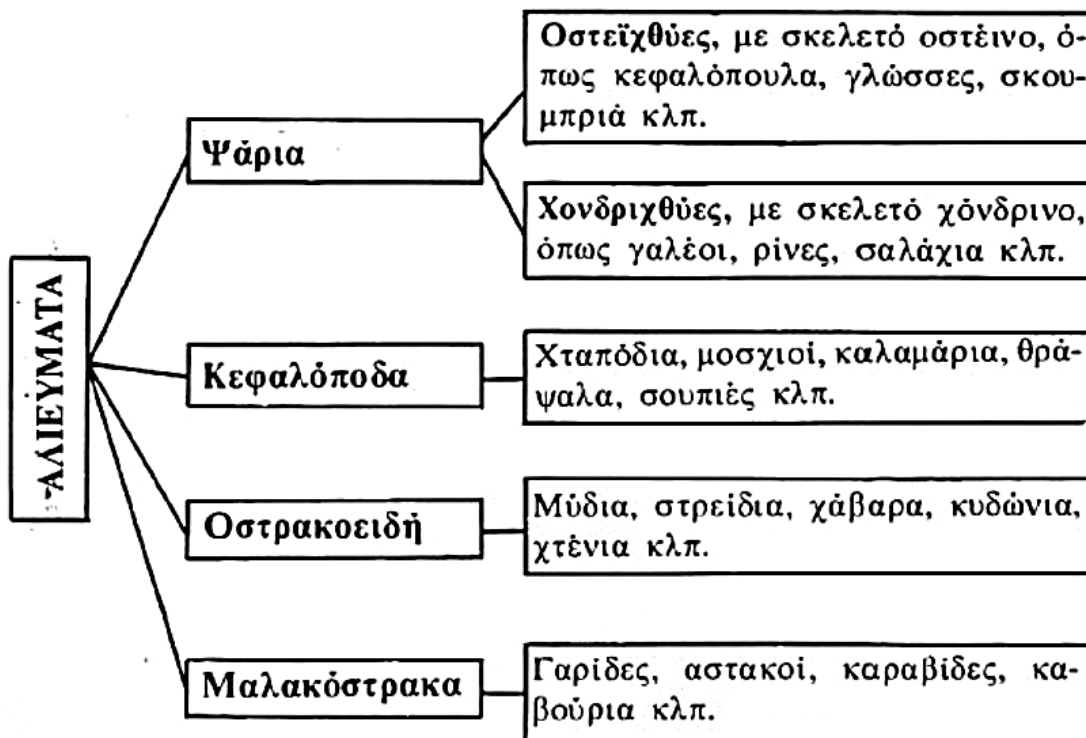 Οστεϊχθύες, με σκελετό οστέινο, ό-
πως κεφαλόπουλα, γλώσσες, σκου-
μπριά κλπ.
Ψάρια
Χονδριχθύες, με σκελετό χόνδρινο,
όπως γαλέοι, ρίνες, σαλάχια κλπ.
ΑΛΙΕΥΜΑΤΑ
Κεφαλόποδα
Χταπόδια, μοσχιοί, καλαμάρια, θρά-
ψαλα, σουπιές κλπ.
Οστρακοειδή
Μύδια, στρείδια, χάβαρα, κυδώνια,
χτένια κλπ.
Μαλακόστρακα
Γαρίδες, αστακοί, καραβίδες, κα-
βούρια κλπ.